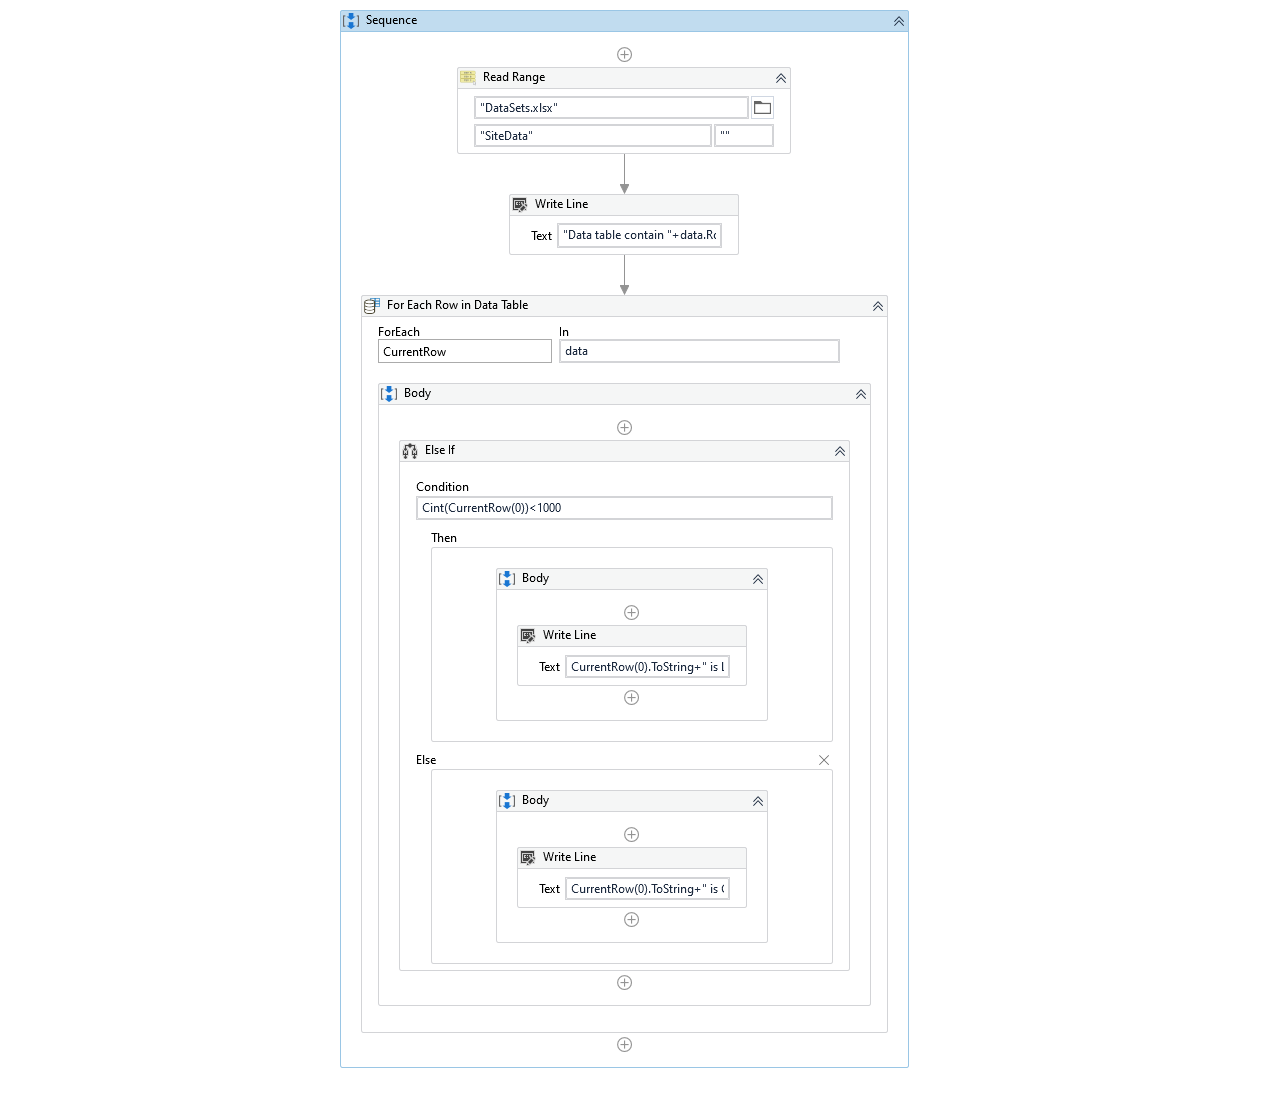 Sequence
Read Range
"DataSets.xlsx"
"SiteData" ""
Write Line
Text "Data table contain "+data.Ro
For Each Row in Data Table
ForEach In
CurrentRow data
Body
Else If
Condition
Cint(CurrentRow(0))<1000
Then
Body
Write Line
Text CurrentRow(0).ToString+" is
Else
Body
Write Line
Text CurrentRow(0).ToString+" is